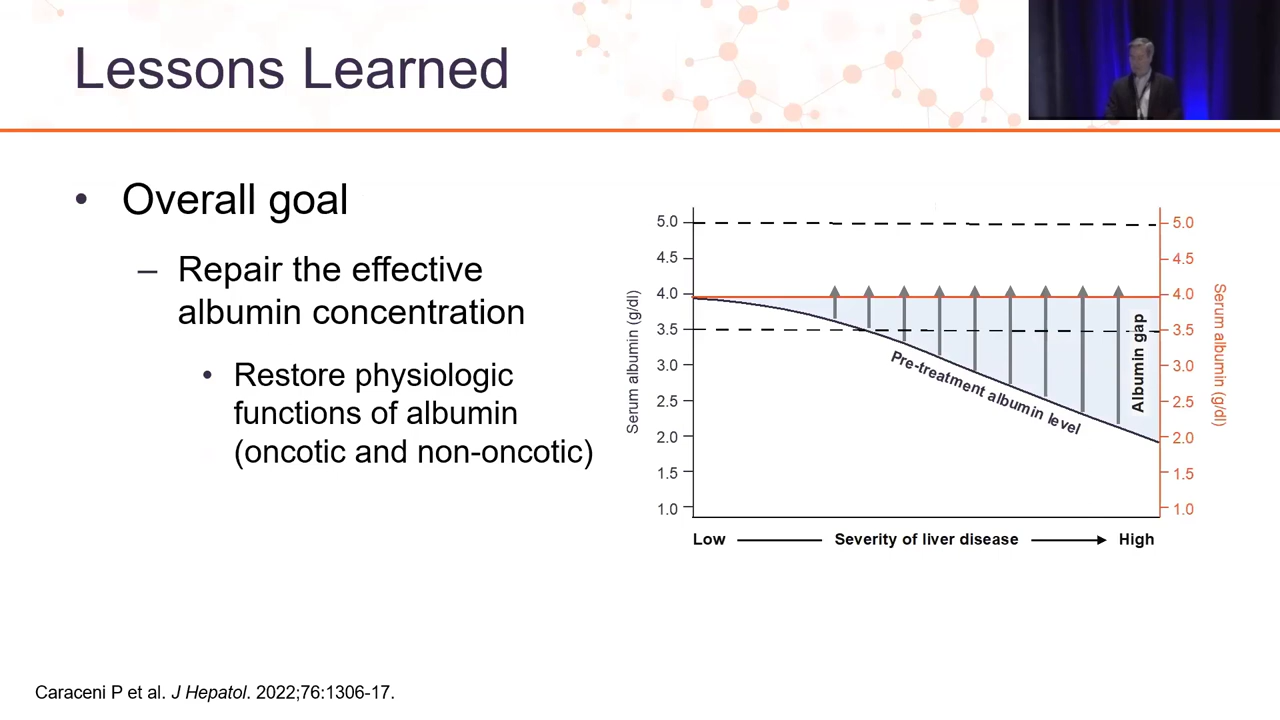 Lessons Learned
• Overall goal
– Repair the effective
albumin concentration
• Restore physiologic
functions of albumin
(oncotic and non-oncotic)
Serum albumin (g/dl)
5.0
4.5
4.0
3.5
3.0
2.5
2.0
1.5
1.0
Pre-treatment albumin level
Albumin gap
5.0
4.5
4.0
3.5
3.0
2.5
2.0
1.5
1.0
Serum albumin (g/dl)
Low Severity of liver disease High
Caraceni P et al. J Hepatol. 2022;76:1306-17.